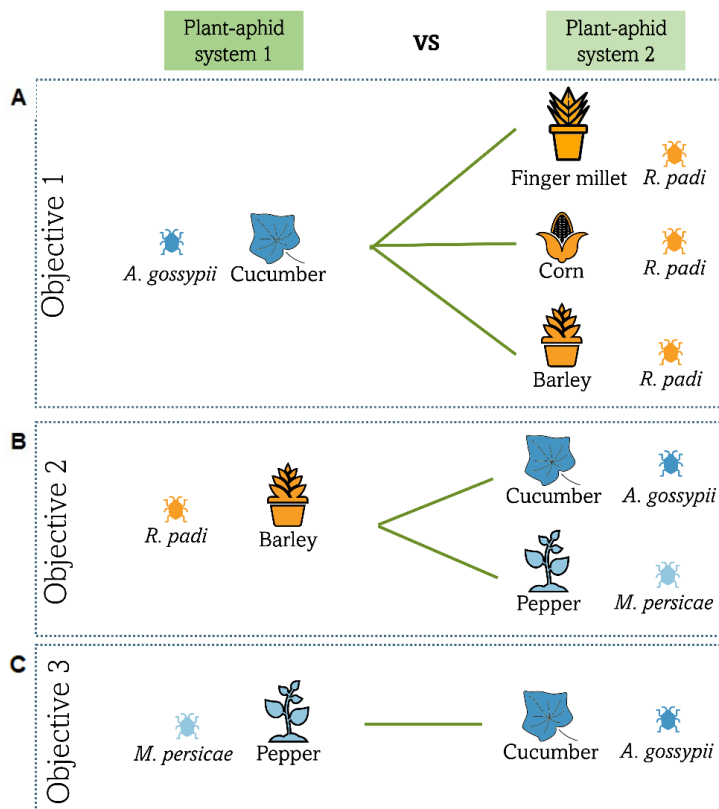 Plant-aphid
system 1
VS
Plant-aphid
system 2
A
Objective 1
A. gossypii
Cucumber
Finger millet
R. padi
Corn
R. padi
Barley
R. padi
B
Objective 2
R. padi
Barley
Cucumber
A. gossypii
Pepper
M. persicae
C
Objective 3
M. persicae
Pepper
Cucumber
A. gossypii